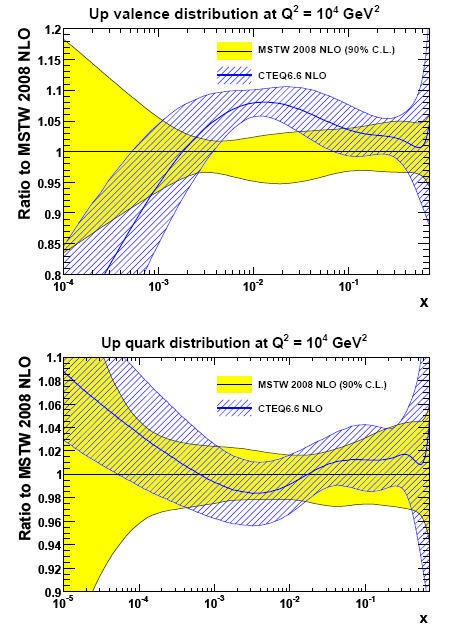 Up valence distribution at Q² = 10⁴ GeV²
Ratio to MSTW 2008 NLO
1.2
1.15
1.1
1.05
1
0.95
0.9
0.85
0.8
MSTW 2008 NLO (90% C.L.)
CTEQ6.6 NLO
10⁻⁴ 10⁻³ 10⁻² 10⁻¹
x
Up quark distribution at Q² = 10⁴ GeV²
Ratio to MSTW 2008 NLO
1.1
1.08
1.06
1.04
1.02
1
0.98
0.96
0.94
0.92
0.9
MSTW 2008 NLO (90% C.L.)
CTEQ6.6 NLO
10⁻⁵ 10⁻⁴ 10⁻³ 10⁻² 10⁻¹
x